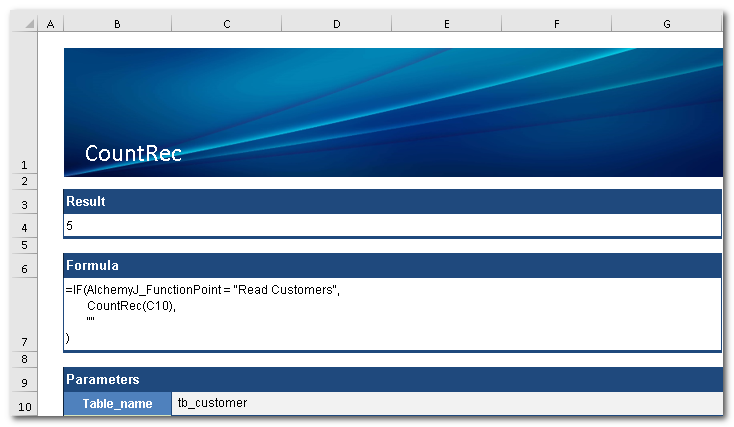 A B C D E F G
1 CountRec
2
3 Result
4 5
5
6 Formula
7 =IF(AlchemyJ_FunctionPoint = "Read Customers",
CountRec(C10),
""
)
8
9 Parameters
10 Table_name tb_customer